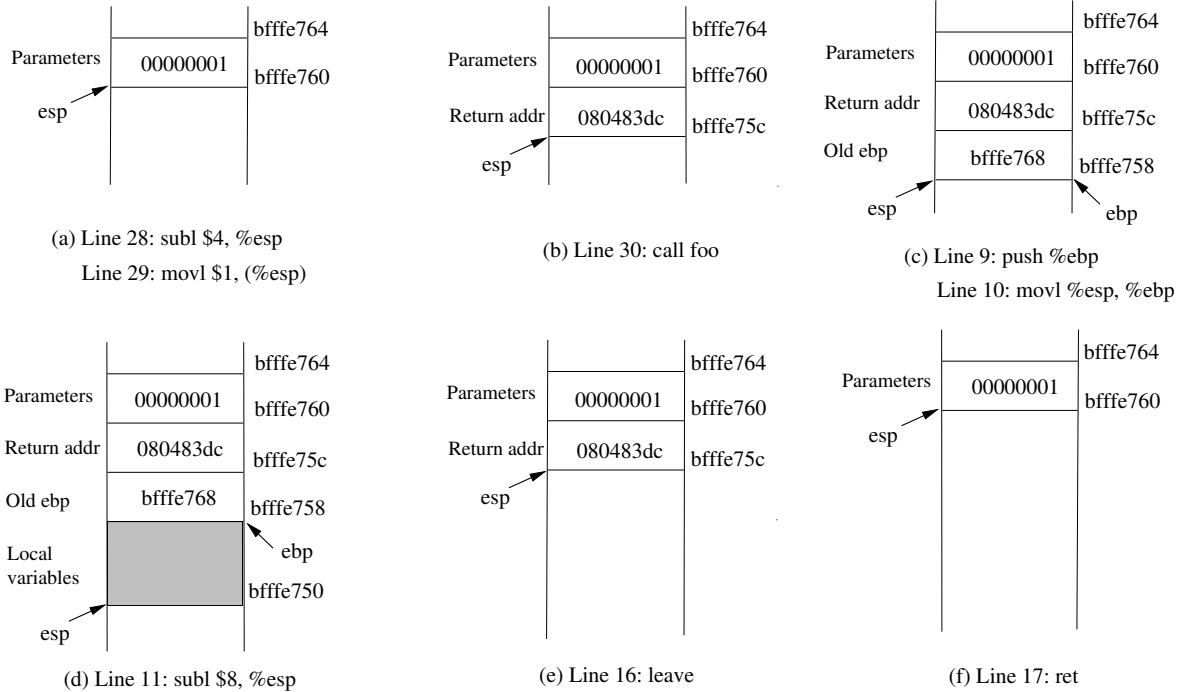 bfffe764
Parameters
00000001
bfffe760
esp
(a) Line 28: subl $4, %esp
Line 29: movl $1, (%esp)
bfffe764
Parameters
00000001
bfffe760
Return addr
080483dc
bfffe75c
esp
(b) Line 30: call foo
bfffe764
Parameters
00000001
bfffe760
Return addr
080483dc
bfffe75c
Old ebp
bfffe768
bfffe758
esp
ebp
(c) Line 9: push %ebp
Line 10: movl %esp, %ebp
bfffe764
Parameters
00000001
bfffe760
Return addr
080483dc
bfffe75c
Old ebp
bfffe768
bfffe758
ebp
Local
variables
bfffe750
esp
(d) Line 11: subl $8, %esp
bfffe764
Parameters
00000001
bfffe760
Return addr
080483dc
bfffe75c
esp
(e) Line 16: leave
bfffe764
Parameters
00000001
bfffe760
esp
(f) Line 17: ret